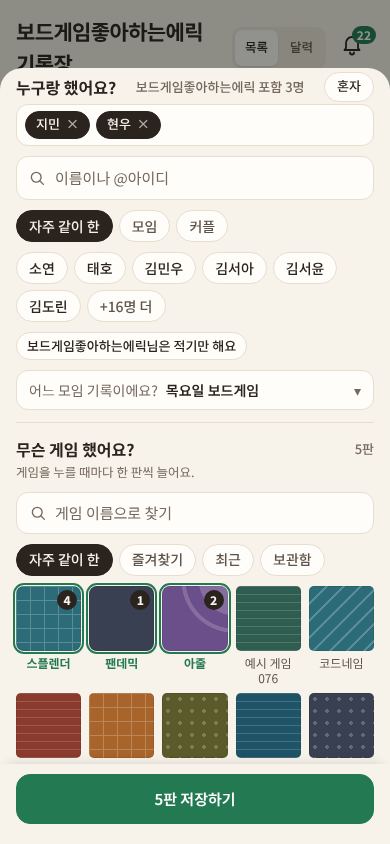 보드게임좋아하는에릭
기록장
목록
달력
22
누구랑 했어요?
보드게임좋아하는에릭 포함 3명
혼자
지민 ×
현우 ×
이름이나 @아이디
자주 같이 한
모임
커플
소연
태호
김민우
김서아
김서윤
김도린
+16명 더
보드게임좋아하는에릭님은 적기만 해요
어느 모임 기록이에요? 목요일 보드게임 ▾
무슨 게임 했어요?
5판
게임을 누를 때마다 한 판씩 늘어요.
게임 이름으로 찾기
자주 같이 한
즐겨찾기
최근
보관함
4
1
2
스플렌더
팬데믹
아줄
예시 게임
076
코드네임
5판 저장하기